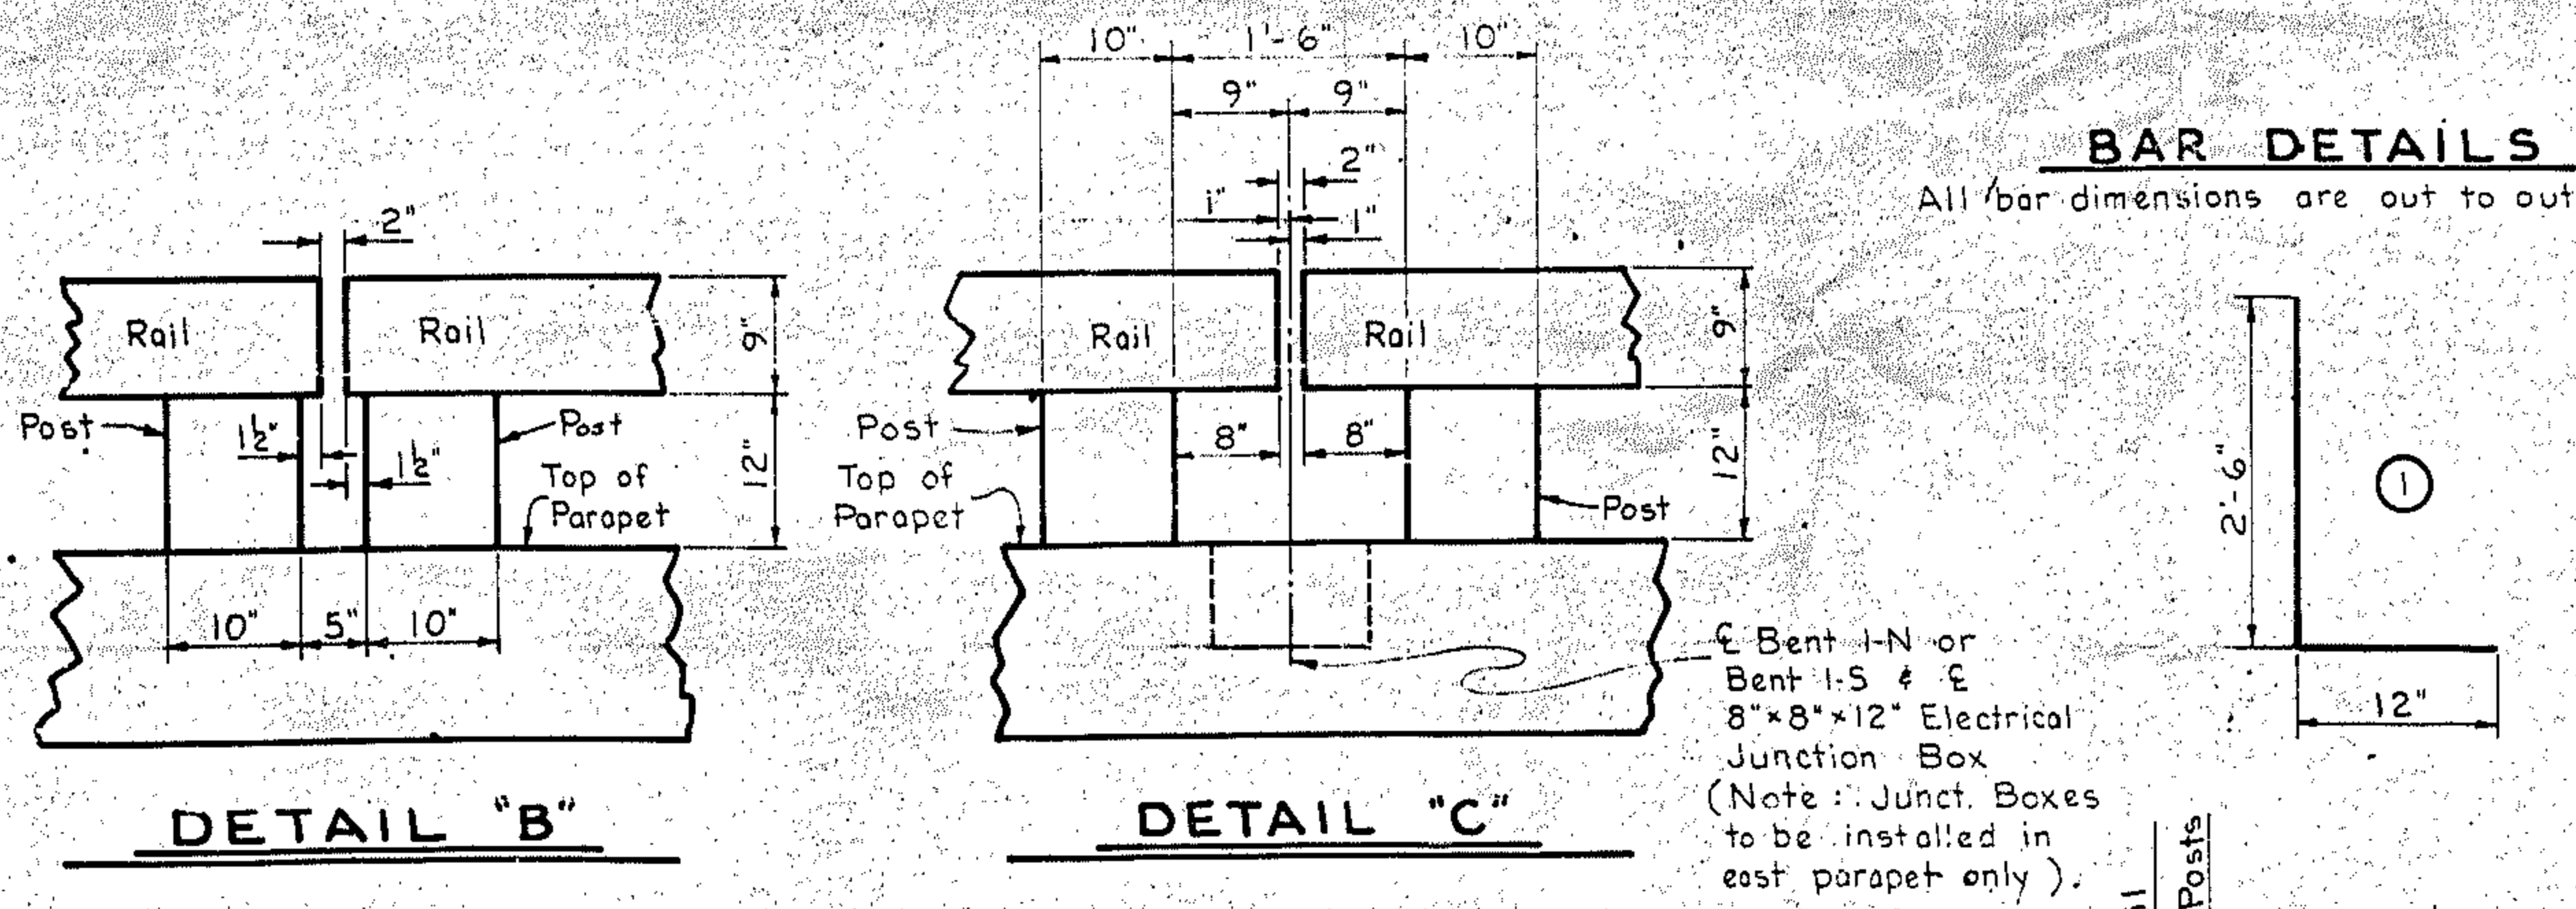 2"
Rail
Rail
9"
Post
1½"
1½"
Post
12"
Top of
Parapet
10"
5"
10"
DETAIL "B"
10"
1'-6"
10"
9"
9"
2"
1"
1"
Rail
Rail
9"
Post
8"
8"
12"
Top of
Parapet
Post
℄ Bent 1-N or
Bent 1-S & ℄
8"x8"x12" Electrical
Junction Box
(Note: Junct. Boxes
to be installed in
east parapet only).
DETAIL "C"
BAR DETAILS
All bar dimensions are out to out
2'-6"
1
12"
Posts